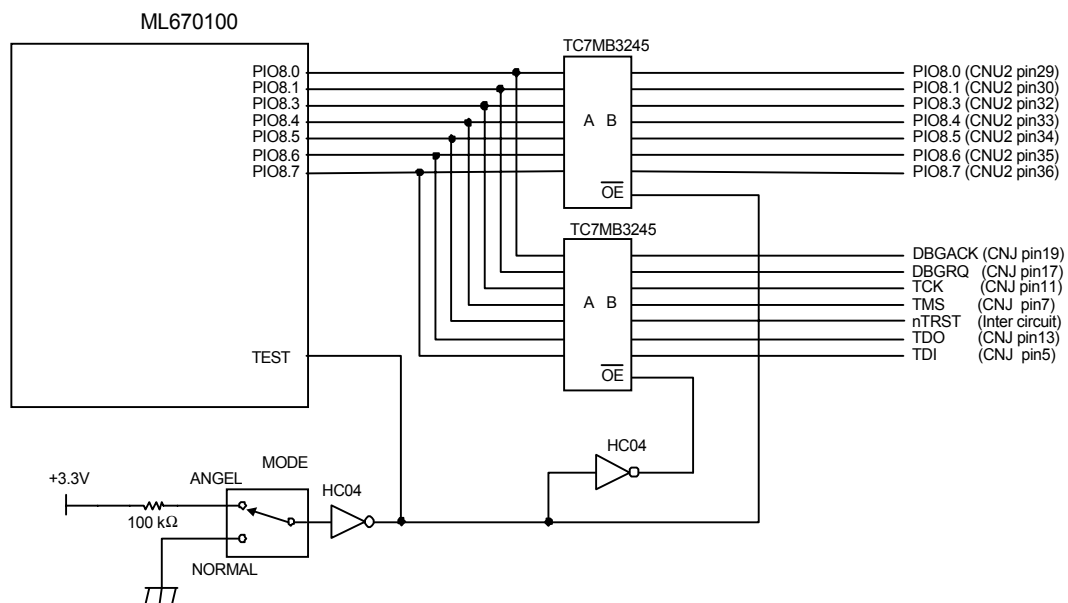 ML670100
TC7MB3245
PIO8.0
PIO8.1
PIO8.3
PIO8.4
PIO8.5
PIO8.6
PIO8.7
A B
OE
PIO8.0 (CNU2 pin29)
PIO8.1 (CNU2 pin30)
PIO8.3 (CNU2 pin32)
PIO8.4 (CNU2 pin33)
PIO8.5 (CNU2 pin34)
PIO8.6 (CNU2 pin35)
PIO8.7 (CNU2 pin36)
TC7MB3245
A B
OE
DBGACK (CNJ pin19)
DBGRQ (CNJ pin17)
TCK (CNJ pin11)
TMS (CNJ pin7)
nTRST (Inter circuit)
TDO (CNJ pin13)
TDI (CNJ pin5)
TEST
HC04
MODE
+3.3V
ANGEL
HC04
100 kΩ
NORMAL